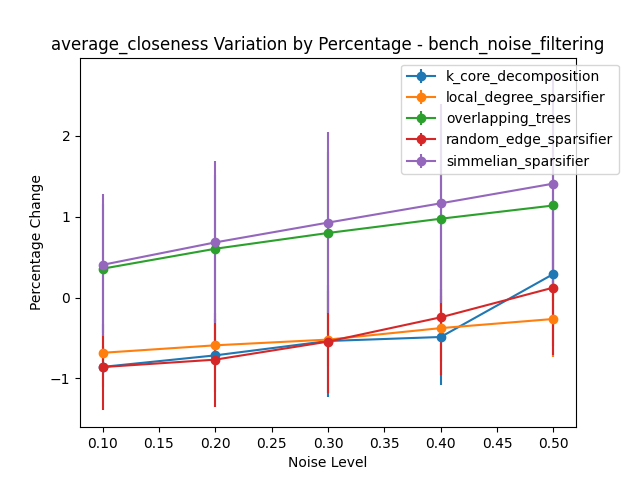 average_closeness Variation by Percentage - bench_noise_filtering
k_core_decomposition
local_degree_sparsifier
overlapping_trees
random_edge_sparsifier
simmelian_sparsifier
Percentage Change
2
1
0
−1
0.10 0.15 0.20 0.25 0.30 0.35 0.40 0.45 0.50
Noise Level